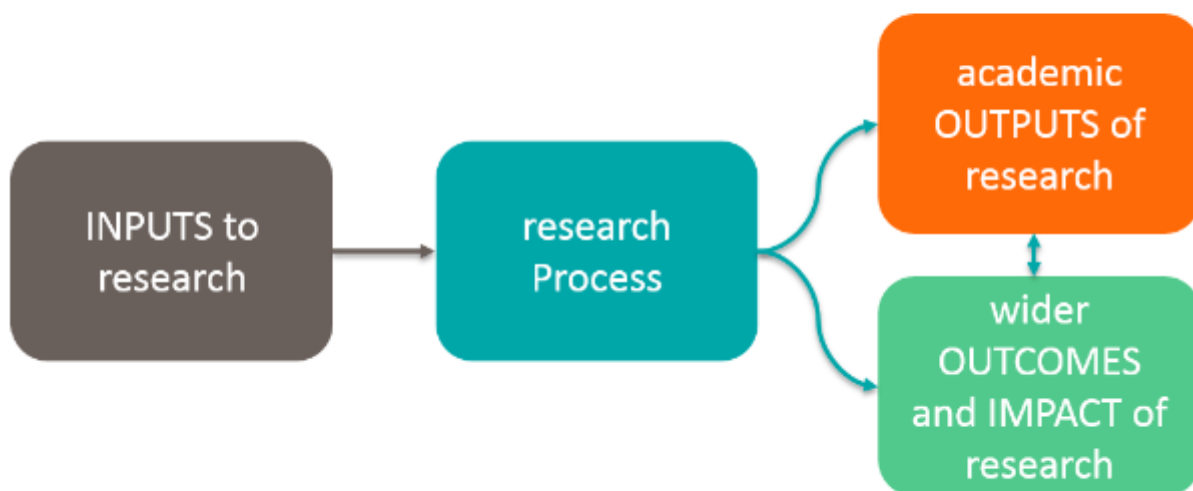 INPUTS to
research
research
Process
academic
OUTPUTS of
research
wider
OUTCOMES
and IMPACT of
research